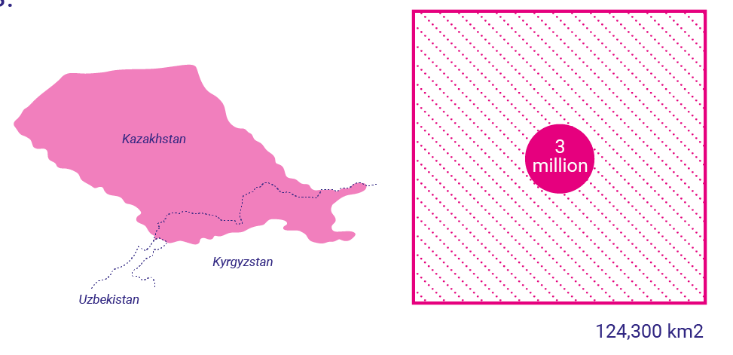 Kazakhstan
3
million
Kyrgyzstan
Uzbekistan
124,300 km2